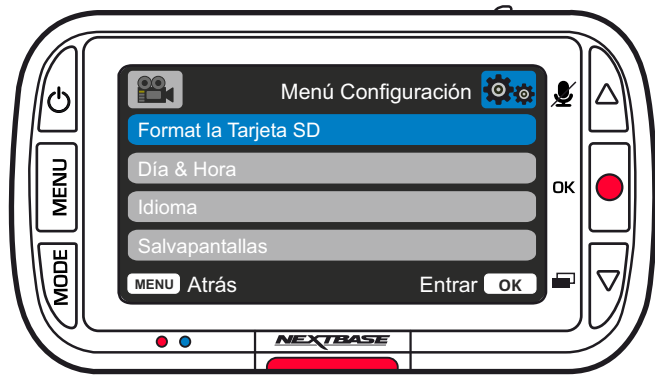 Menú Configuración
Format la Tarjeta SD
Día & Hora
Idioma
Salvapantallas
MENU Atrás Entrar OK
MENU
MODE
OK
NEXTBASE